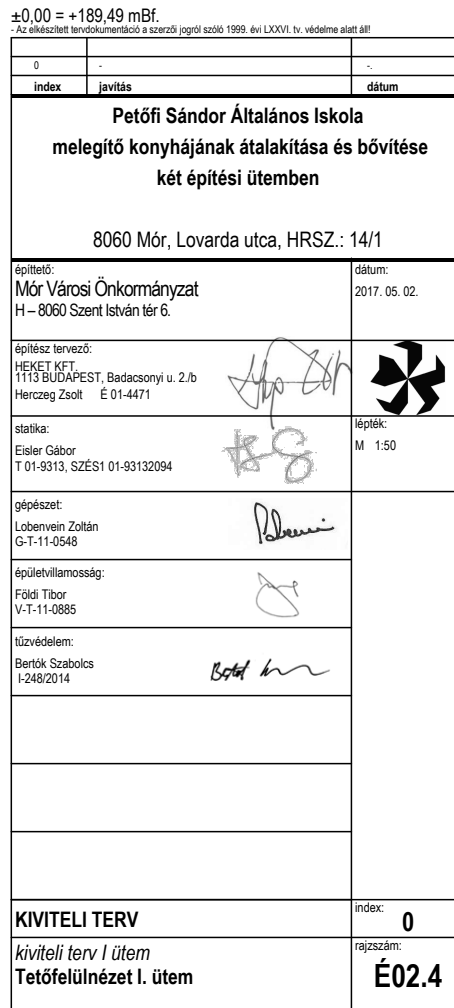 ±0,00 = +189,49 mBf.
- Az elkészített tervdokumentáció a szerzői jogról szóló 1999. évi LXXVI. tv. védelme alatt áll!
0 - -.
index javítás dátum
Petőfi Sándor Általános Iskola
melegítő konyhájának átalakítása és bővítése
két építési ütemben
8060 Mór, Lovarda utca, HRSZ.: 14/1
építtető:
Mór Városi Önkormányzat
H – 8060 Szent István tér 6.
dátum:
2017. 05. 02.
építész tervező:
HEKET KFT.
1113 BUDAPEST, Badacsonyi u. 2./b
Herczeg Zsolt É 01-4471
statika:
Eisler Gábor
T 01-9313, SZÉS1 01-93132094
lépték:
M 1:50
gépészet:
Lobenvein Zoltán
G-T-11-0548
épületvillamosság:
Földi Tibor
V-T-11-0885
tűzvédelem:
Bertók Szabolcs
I-248/2014
KIVITELI TERV
index:
0
kiviteli terv I ütem
Tetőfelülnézet I. ütem
rajzszám:
É02.4